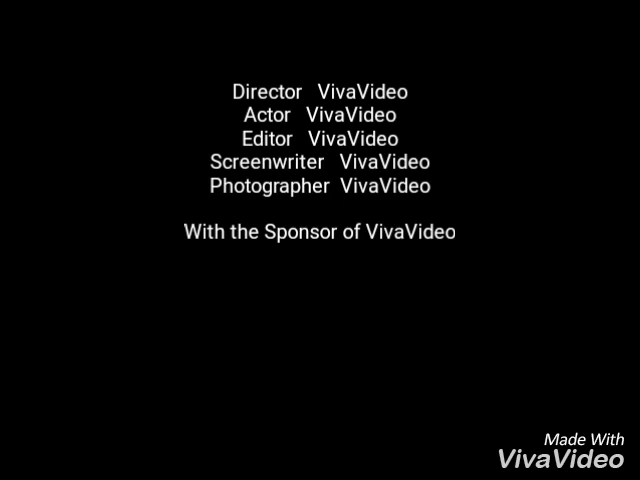 Director VivaVideo
Actor VivaVideo
Editor VivaVideo
Screenwriter VivaVideo
Photographer VivaVideo
With the Sponsor of VivaVideo
Made With
VivaVideo